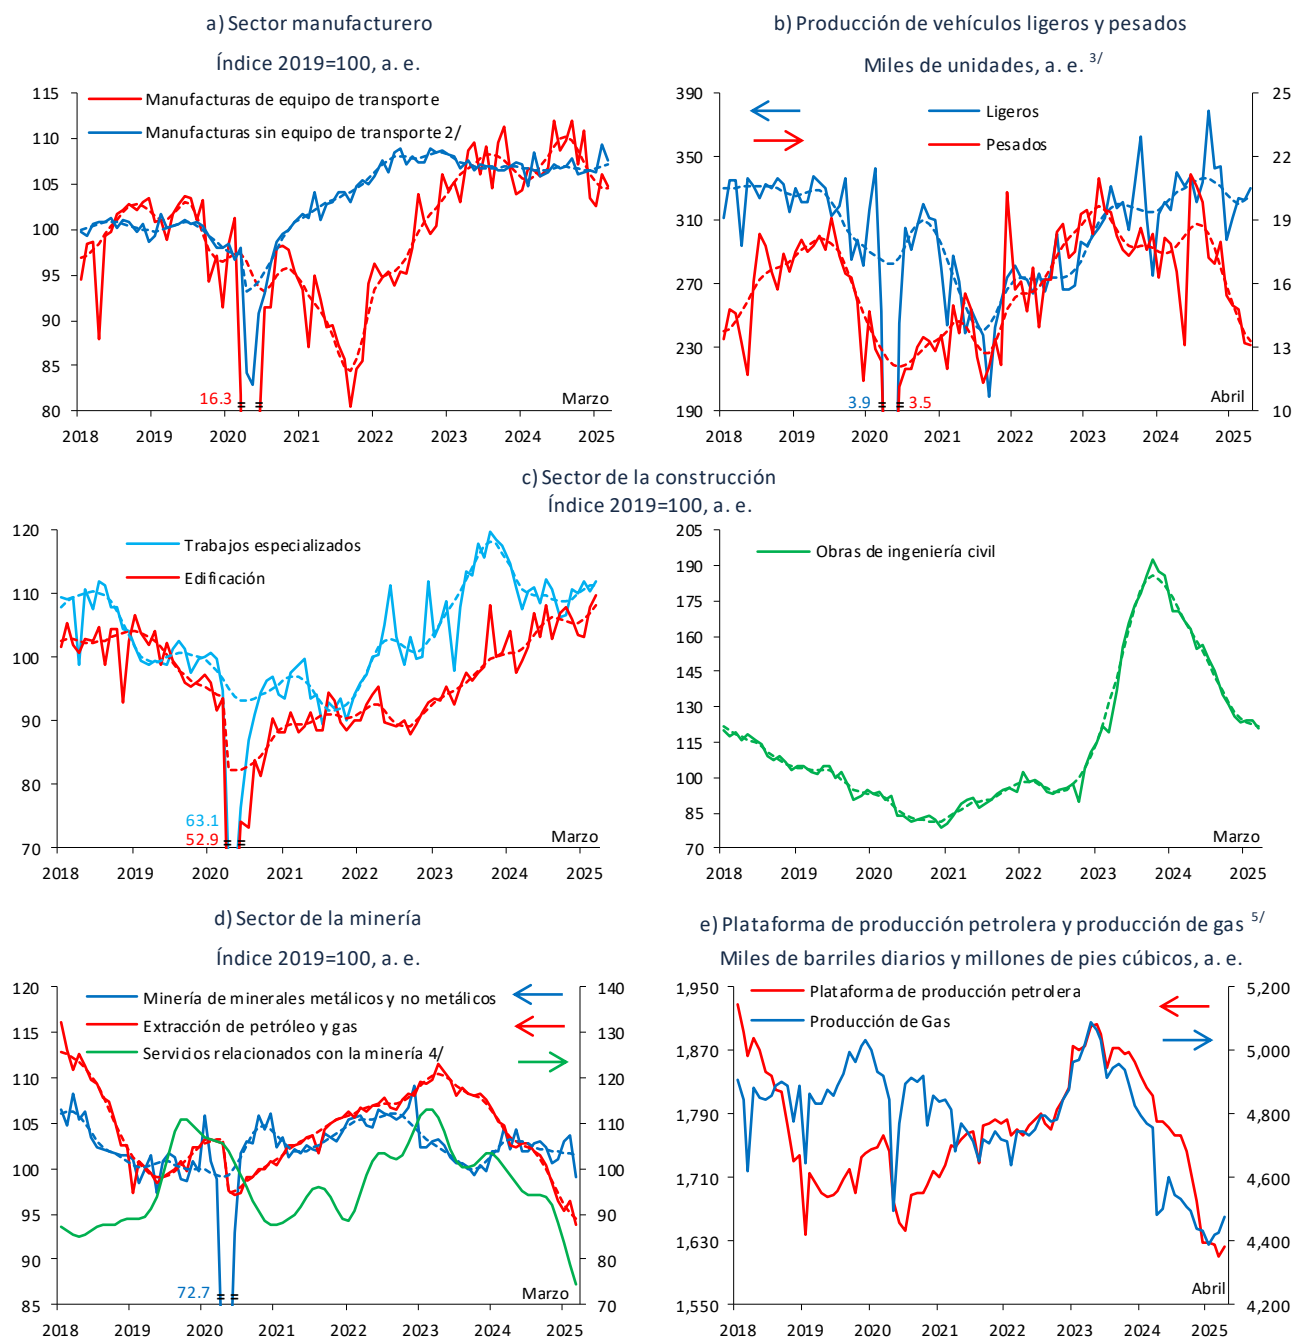 a) Sector manufacturero
Índice 2019=100, a. e.
Manufacturas de equipo de transporte
Manufacturas sin equipo de transporte 2/
115
110
105
100
95
90
85
80
16.3
Marzo
2018 2019 2020 2021 2022 2023 2024 2025
b) Producción de vehículos ligeros y pesados
Miles de unidades, a. e. 3/
Ligeros
Pesados
390
350
310
270
230
190
25
22
19
16
13
10
3.9
3.5
Abril
2018 2019 2020 2021 2022 2023 2024 2025
c) Sector de la construcción
Índice 2019=100, a. e.
Trabajos especializados
Edificación
120
110
100
90
80
70
63.1
52.9
Marzo
2018 2019 2020 2021 2022 2023 2024 2025
Obras de ingeniería civil
205
190
175
160
145
130
115
100
85
70
Marzo
2018 2019 2020 2021 2022 2023 2024 2025
d) Sector de la minería
Índice 2019=100, a. e.
Minería de minerales metálicos y no metálicos
Extracción de petróleo y gas
Servicios relacionados con la minería 4/
120
115
110
105
100
95
90
85
140
130
120
110
100
90
80
70
72.7
Marzo
2018 2019 2020 2021 2022 2023 2024 2025
e) Plataforma de producción petrolera y producción de gas 5/
Miles de barriles diarios y millones de pies cúbicos, a. e.
Plataforma de producción petrolera
Producción de Gas
1,950
1,870
1,790
1,710
1,630
1,550
5,200
5,000
4,800
4,600
4,400
4,200
Abril
2018 2019 2020 2021 2022 2023 2024 2025